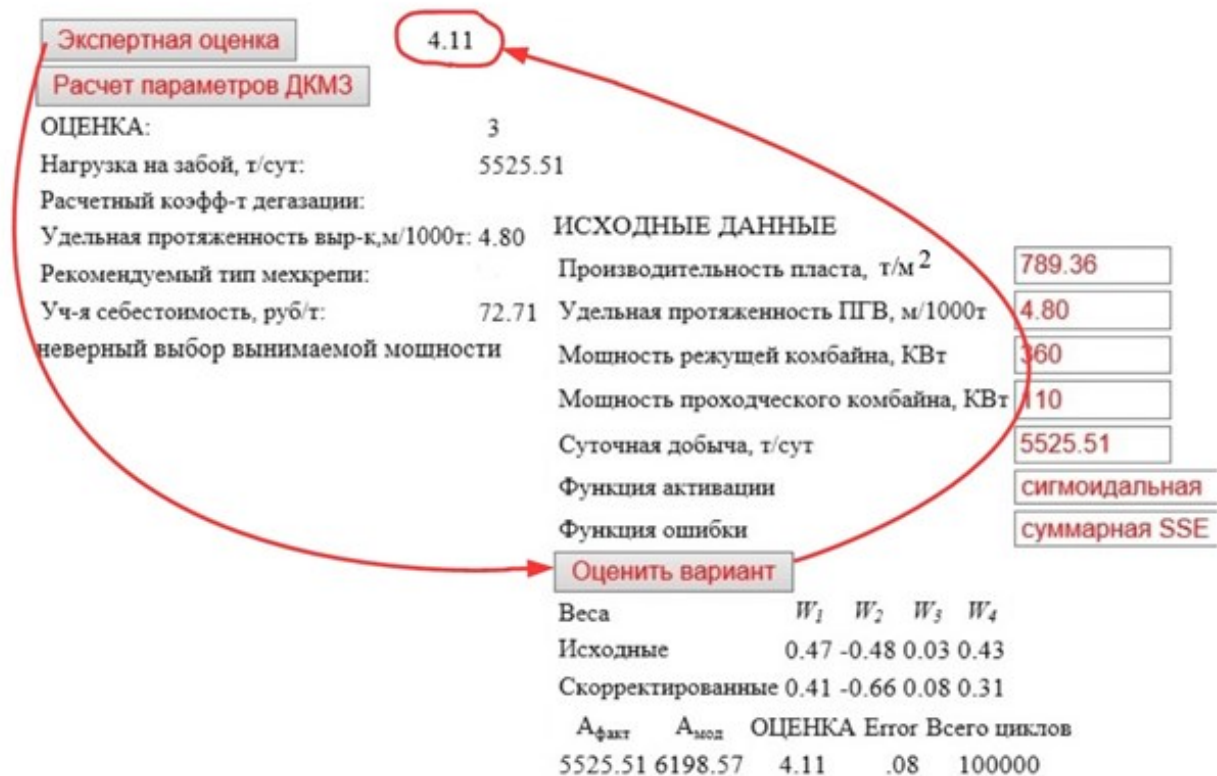 Экспертная оценка 4.11
Расчет параметров ДКМЗ
ОЦЕНКА: 3
Нагрузка на забой, т/сут: 5525.51
Расчетный коэфф-т дегазации:
Удельная протяженность выр-к,м/1000т: 4.80
Рекомендуемый тип мехкрепи:
Уч-я себестоимость, руб/т: 72.71
неверный выбор вынимаемой мощности
ИСХОДНЫЕ ДАННЫЕ
Производительность пласта, т/м 2 789.36
Удельная протяженность ПГВ, м/1000т 4.80
Мощность режущей комбайна, КВт 360
Мощность проходческого комбайна, КВт 110
Суточная добыча, т/сут 5525.51
Функция активации сигмоидальная
Функция ошибки суммарная SSE
Оценить вариант
Веса W1 W2 W3 W4
Исходные 0.47 -0.48 0.03 0.43
Скорректированные 0.41 -0.66 0.08 0.31
Aфакт Aмод ОЦЕНКА Error Всего циклов
5525.51 6198.57 4.11 .08 100000